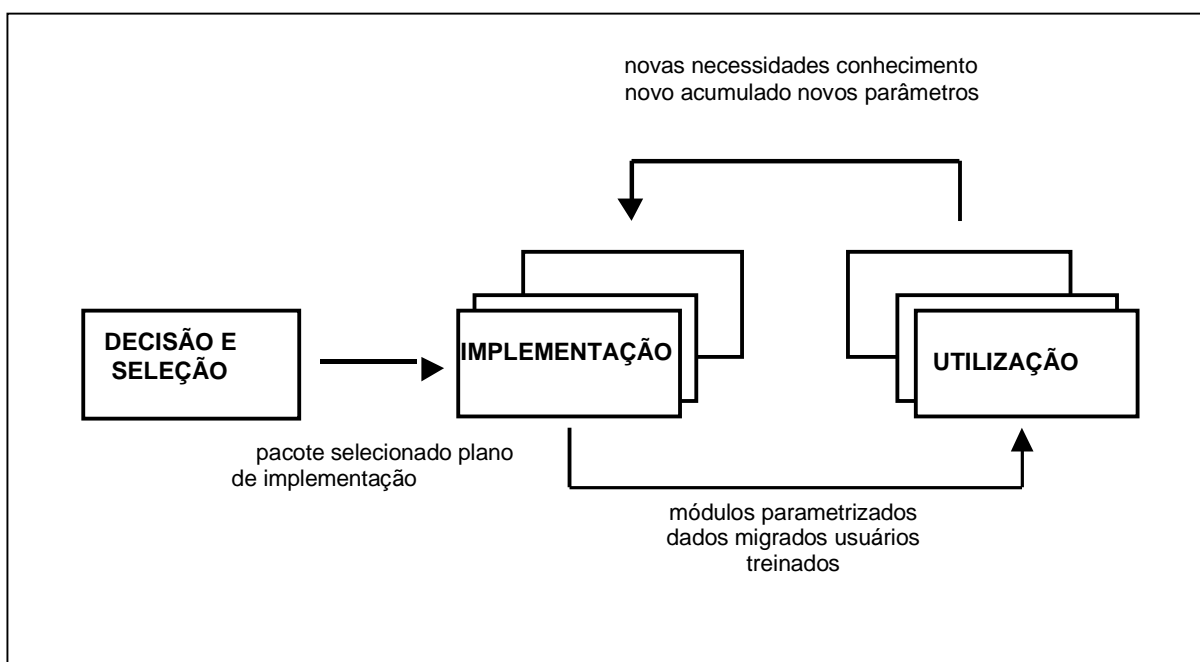 novas necessidades conhecimento
novo acumulado novos parâmetros
DECISÃO E
SELEÇÃO
IMPLEMENTAÇÃO
UTILIZAÇÃO
pacote selecionado plano
de implementação
módulos parametrizados
dados migrados usuários
treinados